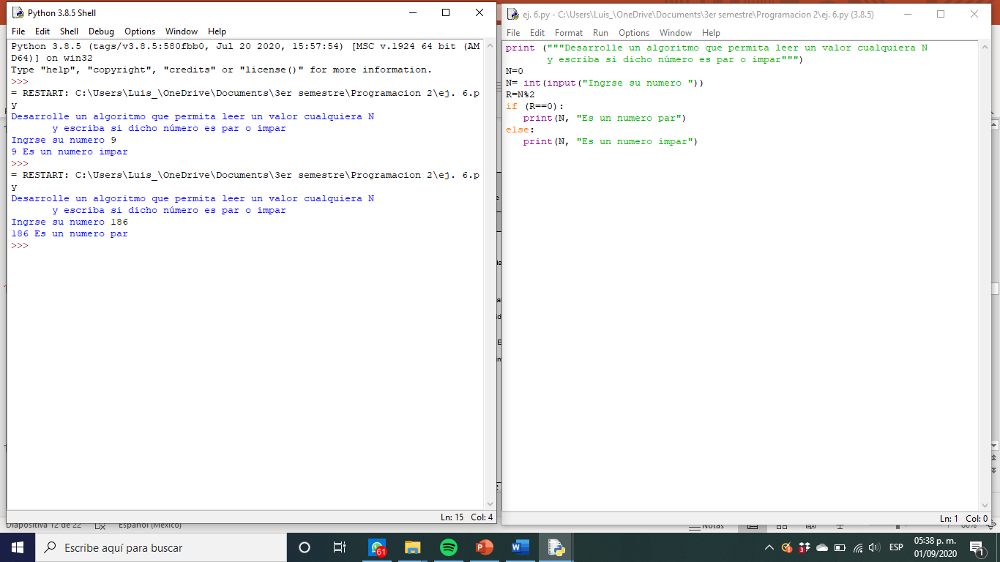 Python 3.8.5 Shell
File Edit Shell Debug Options Window Help
Python 3.8.5 (tags/v3.8.5:580fbb0, Jul 20 2020, 15:57:54) [MSC v.1924 64 bit (AM
D64)] on win32
Type "help", "copyright", "credits" or "license()" for more information.
>>>
= RESTART: C:\Users\Luis_\OneDrive\Documents\3er semestre\Programacion 2\ej. 6.p
y
Desarrolle un algoritmo que permita leer un valor cualquiera N
       y escriba si dicho número es par o impar
Ingrse su numero 9
9 Es un numero impar
>>>
= RESTART: C:\Users\Luis_\OneDrive\Documents\3er semestre\Programacion 2\ej. 6.p
y
Desarrolle un algoritmo que permita leer un valor cualquiera N
       y escriba si dicho número es par o impar
Ingrse su numero 186
186 Es un numero par
>>>
Ln: 15 Col: 4
ej. 6.py - C:\Users\Luis_\OneDrive\Documents\3er semestre\Programacion 2\ej. 6.py (3.8.5)
File Edit Format Run Options Window Help
print ("""Desarrolle un algoritmo que permita leer un valor cualquiera N
       y escriba si dicho número es par o impar""")
N=0
N= int(input("Ingrse su numero "))
R=N%2
if (R==0):
   print(N, "Es un numero par")
else:
   print(N, "Es un numero impar")
Ln: 1 Col: 0
Diapositiva 12 de 22 Español (México)
Notas
Escribe aquí para buscar
61
3
ESP
05:38 p. m.
01/09/2020
1